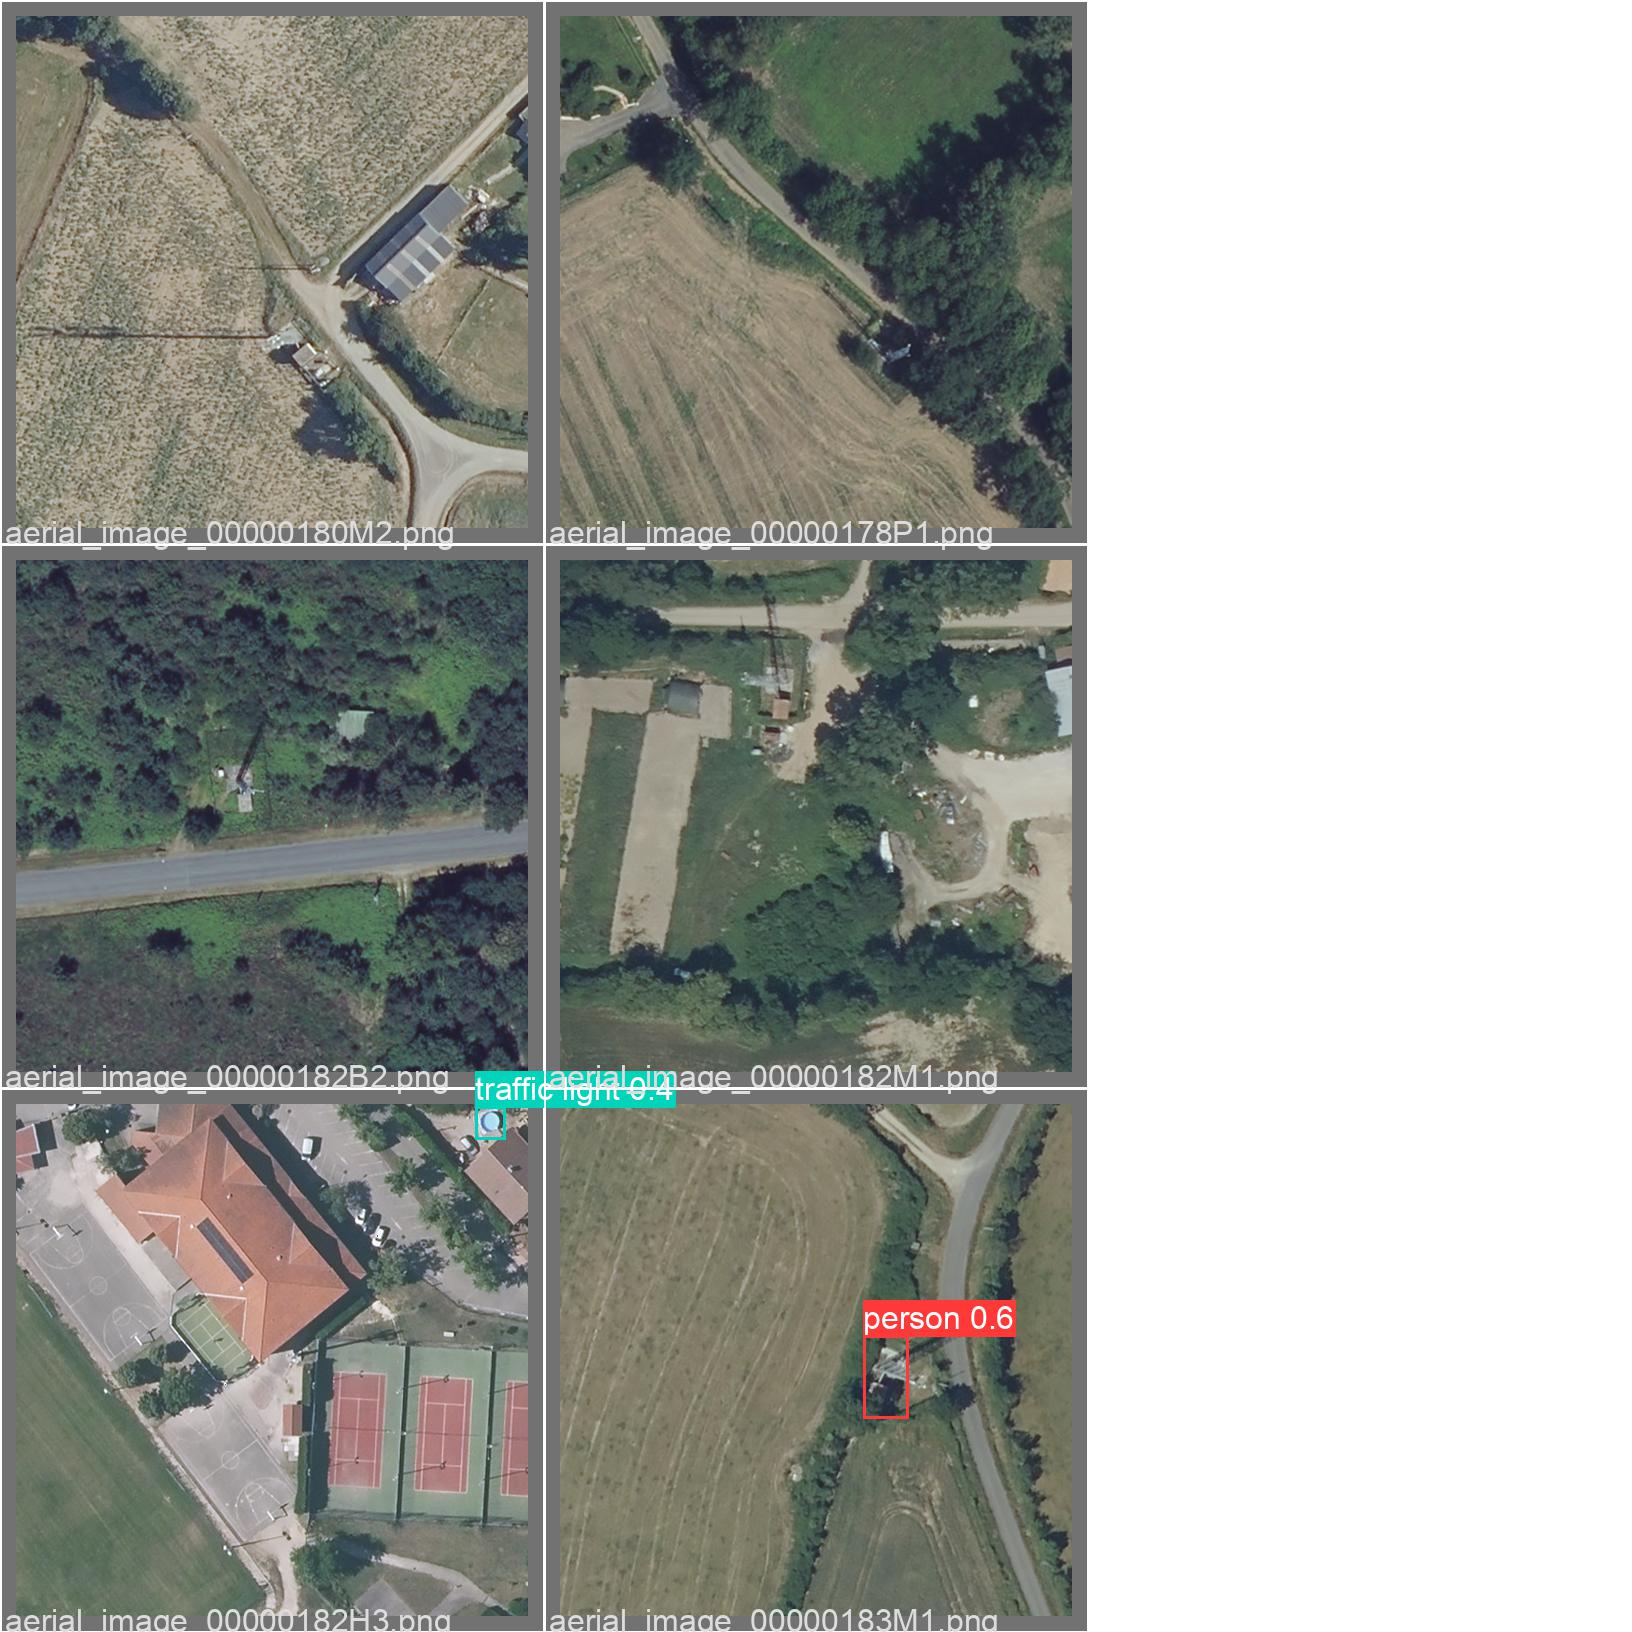 aerial_image_00000180M2.png
aerial_image_00000178P1.png
aerial_image_00000182B2.png
aerial_image_00000182M1.png
traffic light 0.4
person 0.6
aerial_image_00000182H3.png
aerial_image_00000183M1.png